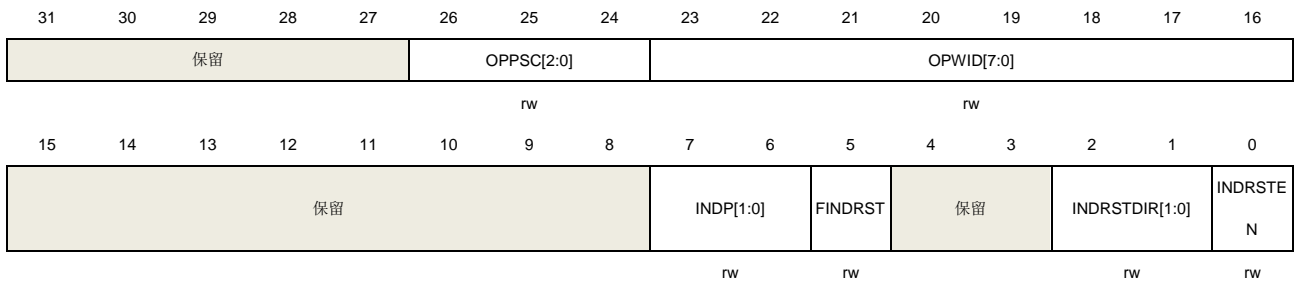 31 30 29 28 27 26 25 24 23 22 21 20 19 18 17 16
保留 OPPSC[2:0] OPWID[7:0]
rw rw
15 14 13 12 11 10 9 8 7 6 5 4 3 2 1 0
保留 INDP[1:0] FINDRST 保留 INDRSTDIR[1:0] INDRSTE
N
rw rw rw rw